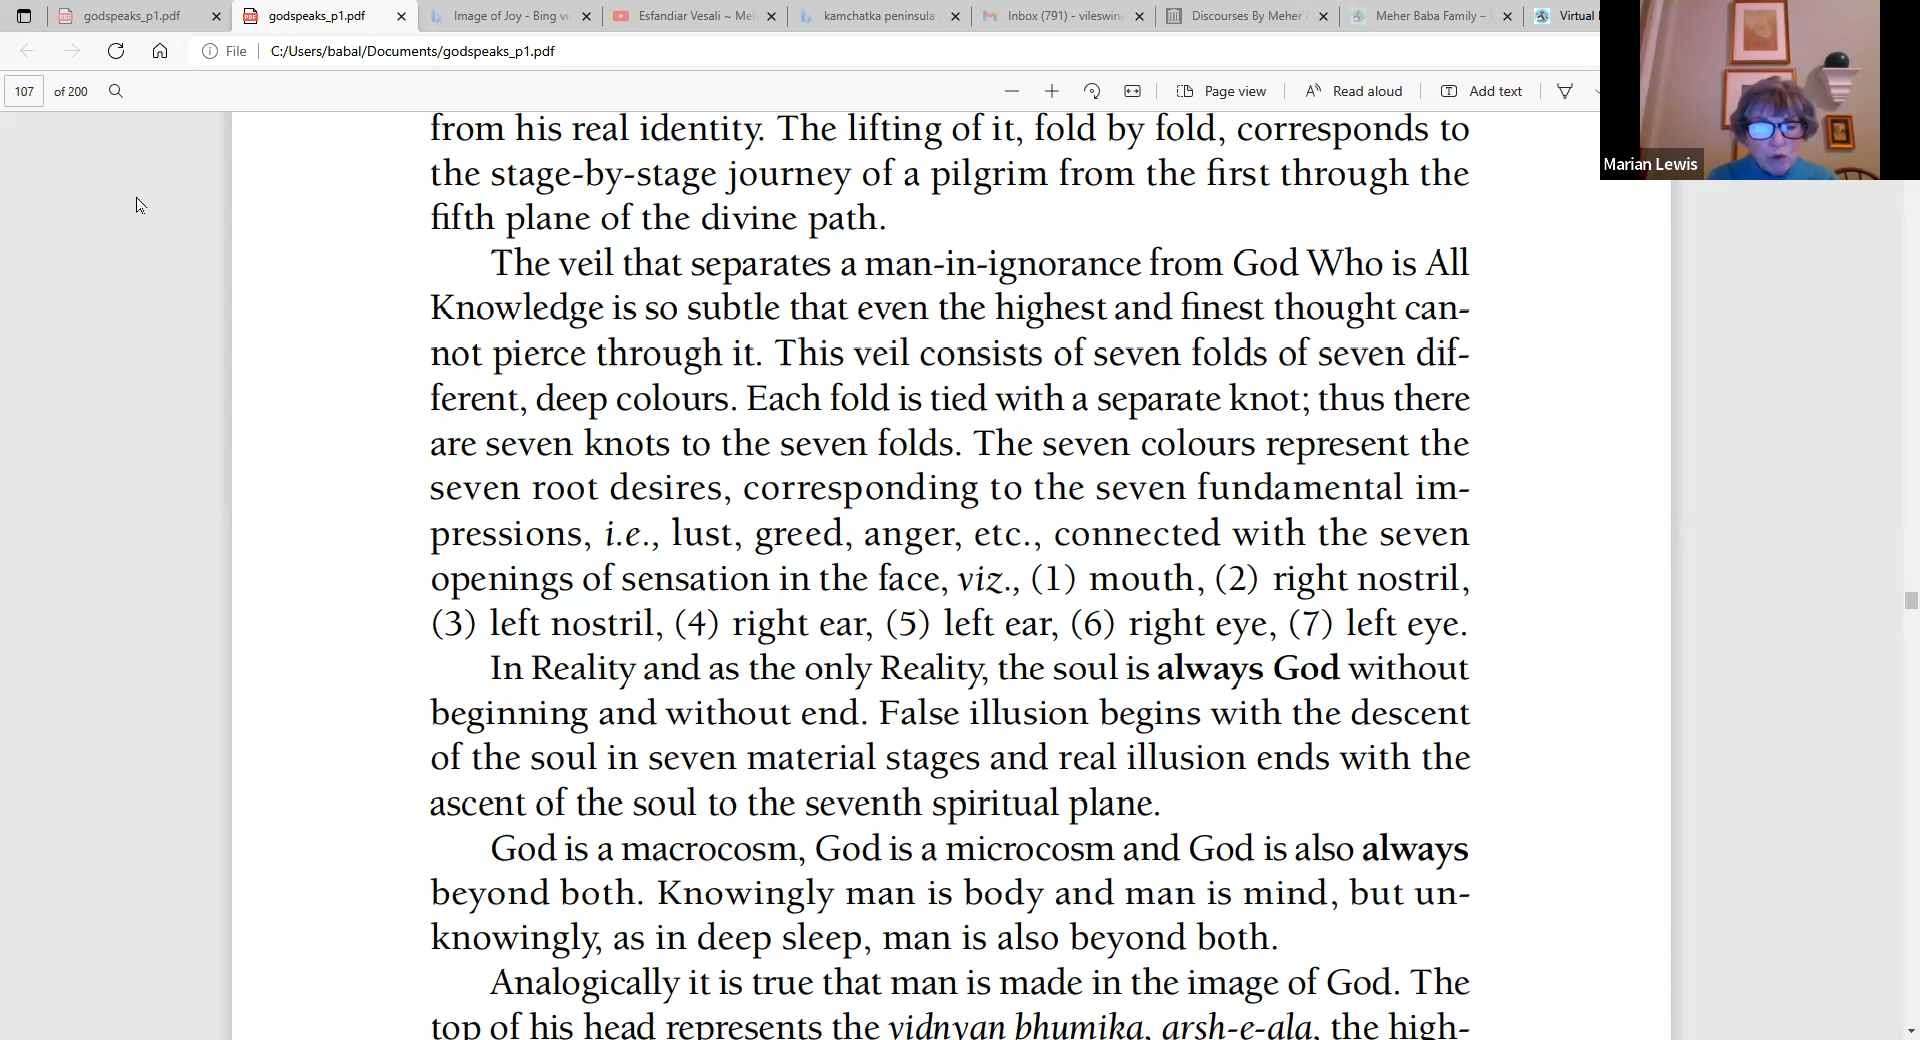 godspeaks_p1.pdf
godspeaks_p1.pdf
Image of Joy - Bing vi
Esfandiar Vesali ~ Me
kamchatka peninsula
Inbox (791) - vileswin
Discourses By Meher
Meher Baba Family –
Virtual
File C:/Users/babal/Documents/godspeaks_p1.pdf
107 of 200
Page view
Read aloud
Add text
Marian Lewis
from his real identity. The lifting of it, fold by fold, corresponds to
the stage-by-stage journey of a pilgrim from the first through the
fifth plane of the divine path.
The veil that separates a man-in-ignorance from God Who is All
Knowledge is so subtle that even the highest and finest thought can-
not pierce through it. This veil consists of seven folds of seven dif-
ferent, deep colours. Each fold is tied with a separate knot; thus there
are seven knots to the seven folds. The seven colours represent the
seven root desires, corresponding to the seven fundamental im-
pressions, i.e., lust, greed, anger, etc., connected with the seven
openings of sensation in the face, viz., (1) mouth, (2) right nostril,
(3) left nostril, (4) right ear, (5) left ear, (6) right eye, (7) left eye.
In Reality and as the only Reality, the soul is always God without
beginning and without end. False illusion begins with the descent
of the soul in seven material stages and real illusion ends with the
ascent of the soul to the seventh spiritual plane.
God is a macrocosm, God is a microcosm and God is also always
beyond both. Knowingly man is body and man is mind, but un-
knowingly, as in deep sleep, man is also beyond both.
Analogically it is true that man is made in the image of God. The
top of his head represents the vidnyan bhumika, arsh-e-ala, the high-